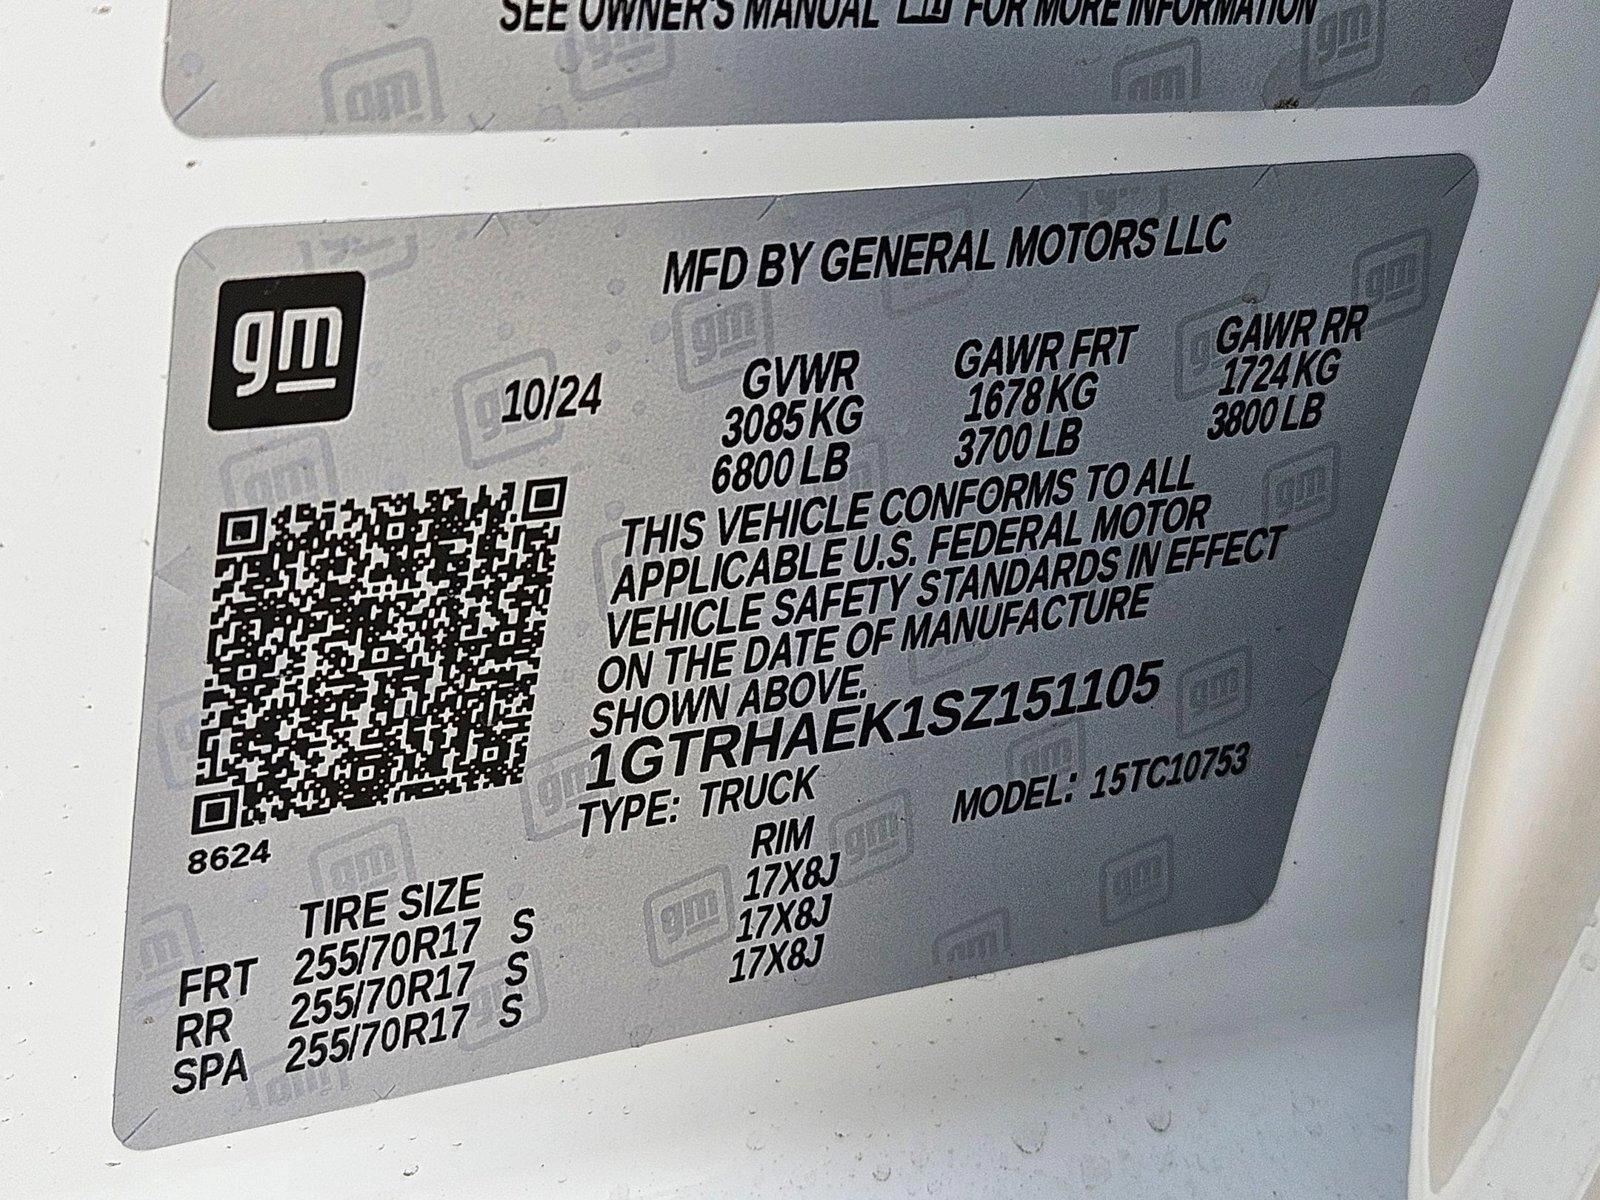 SEE OWNER'S MANUAL FOR MORE INFORMATION
gm
MFD BY GENERAL MOTORS LLC
10/24
GVWR GAWR FRT GAWR RR
3085 KG 1678 KG 1724 KG
6800 LB 3700 LB 3800 LB
THIS VEHICLE CONFORMS TO ALL
APPLICABLE U.S. FEDERAL MOTOR
VEHICLE SAFETY STANDARDS IN EFFECT
ON THE DATE OF MANUFACTURE
SHOWN ABOVE.
1GTRHAEK1SZ151105
TYPE: TRUCK MODEL: 15TC10753
8624
TIRE SIZE RIM
FRT 255/70R17 S 17X8J
RR 255/70R17 S 17X8J
SPA 255/70R17 S 17X8J